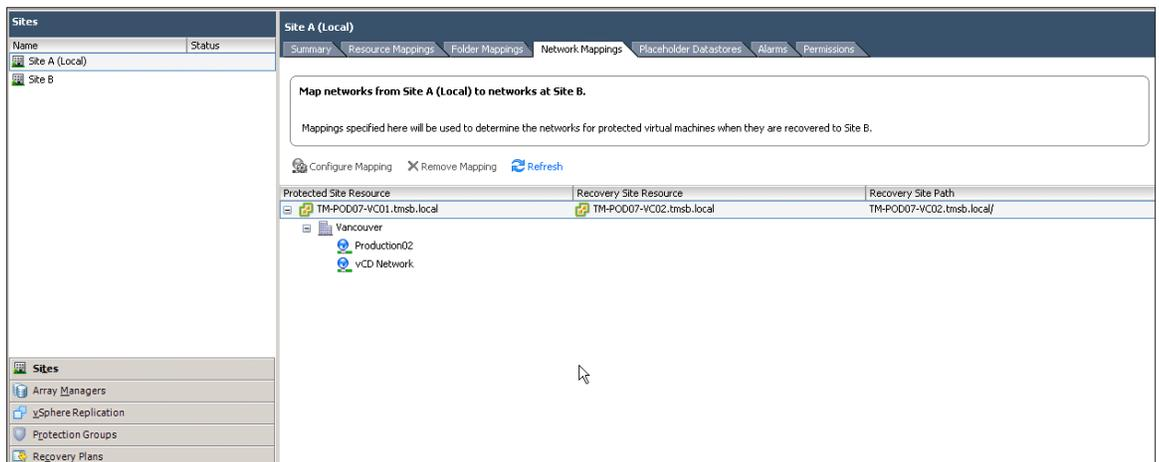 Sites
Name Status
Site A (Local)
Site B
Sites
Array Managers
vSphere Replication
Protection Groups
Recovery Plans
Site A (Local)
Summary Resource Mappings Folder Mappings Network Mappings Placeholder Datastores Alarms Permissions
Map networks from Site A (Local) to networks at Site B.
Mappings specified here will be used to determine the networks for protected virtual machines when they are recovered to Site B.
Configure Mapping Remove Mapping Refresh
Protected Site Resource Recovery Site Resource Recovery Site Path
TM-POD07-VC01.tmsb.local TM-POD07-VC02.tmsb.local TM-POD07-VC02.tmsb.local/
Vancouver
Production02
vCD Network